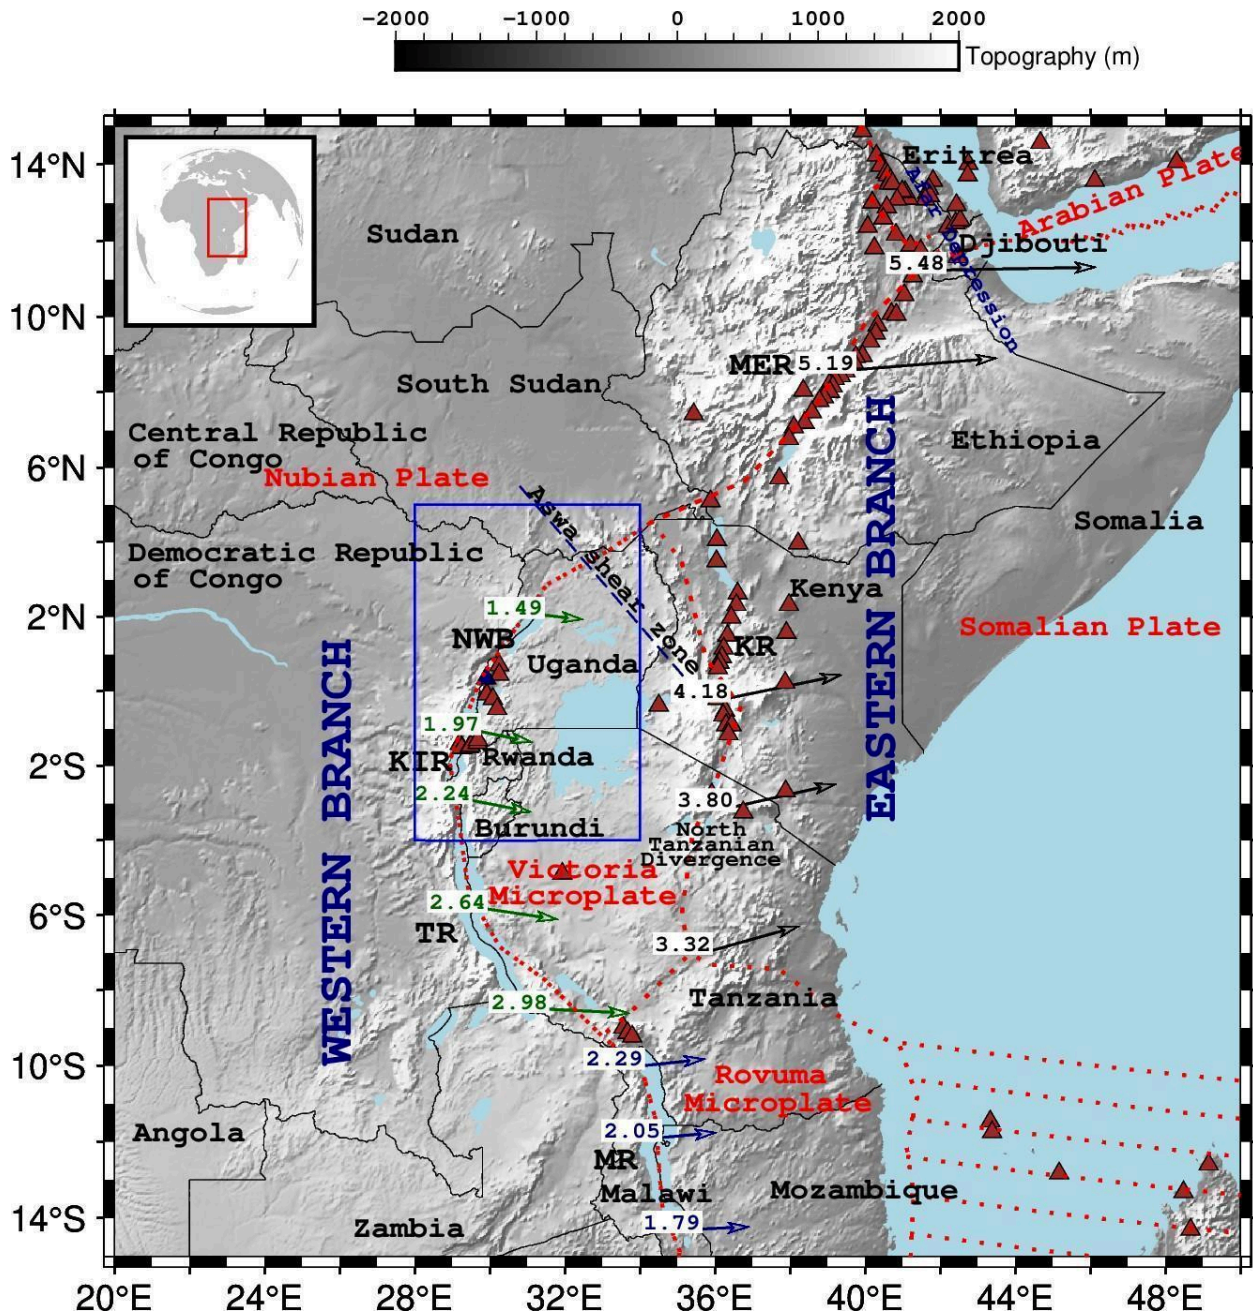 -2000 -1000 0 1000 2000
Topography (m)
14°N
10°N
6°N
2°N
2°S
6°S
10°S
14°S
Eritrea
Arabian Plate
Afar Depression
Sudan
Djibouti
5.48
MER
5.19
South Sudan
Central Republic
of Congo
Nubian Plate
Ethiopia
EASTERN BRANCH
Aswa shear zone
Somalia
Democratic Republic
of Congo
Kenya
1.49
Somalian Plate
NWB
KR
Uganda
WESTERN BRANCH
4.18
1.97
KIR
Rwanda
2.24
3.80
Burundi
North
Tanzanian
Divergence
Victoria
Microplate
2.64
TR
3.32
2.98
Tanzania
2.29
Rovuma
Microplate
Angola
2.05
MR
Malawi
Mozambique
Zambia
1.79
20°E 24°E 28°E 32°E 36°E 40°E 44°E 48°E